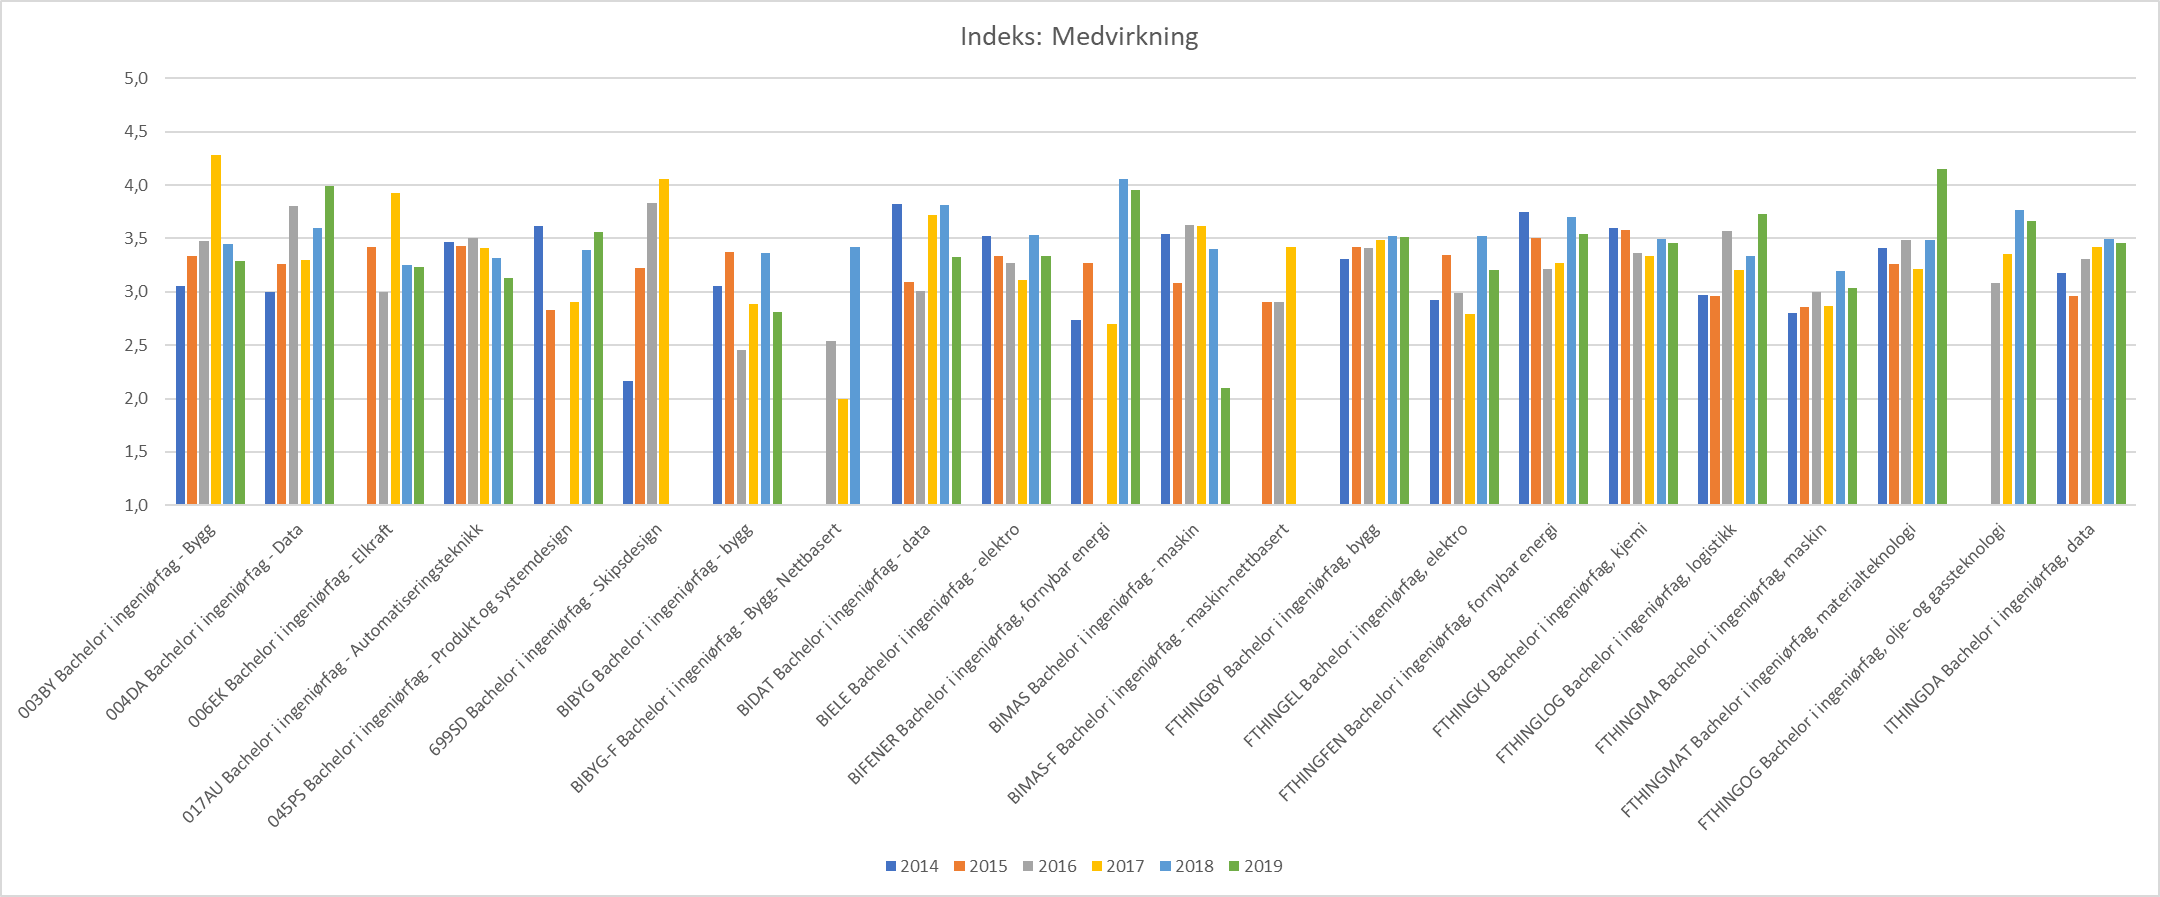 Indeks: Medvirkning
5,0
4,5
4,0
3,5
3,0
2,5
2,0
1,5
1,0
003BY Bachelor i ingeniørfag - Bygg
004DA Bachelor i ingeniørfag - Data
006EK Bachelor i ingeniørfag - Elkraft
017AU Bachelor i ingeniørfag - Automatiseringsteknikk
045PS Bachelor i ingeniørfag - Produkt og systemdesign
699SD Bachelor i ingeniørfag - Skipsdesign
BIBYG Bachelor i ingeniørfag - bygg
BIBYG-F Bachelor i ingeniørfag - Bygg- Nettbasert
BIDAT Bachelor i ingeniørfag - data
BIELE Bachelor i ingeniørfag - elektro
BIFENER Bachelor i ingeniørfag, fornybar energi
BIMAS Bachelor i ingeniørfag - maskin
BIMAS-F Bachelor i ingeniørfag - maskin-nettbasert
FTHINGBY Bachelor i ingeniørfag, bygg
FTHINGEL Bachelor i ingeniørfag, elektro
FTHINGFEN Bachelor i ingeniørfag, fornybar energi
FTHINGKJ Bachelor i ingeniørfag, kjemi
FTHINGLOG Bachelor i ingeniørfag, logistikk
FTHINGMA Bachelor i ingeniørfag, maskin
FTHINGMAT Bachelor i ingeniørfag, materialteknologi
FTHINGOG Bachelor i ingeniørfag, olje- og gassteknologi
ITHINGDA Bachelor i ingeniørfag, data
2014 2015 2016 2017 2018 2019